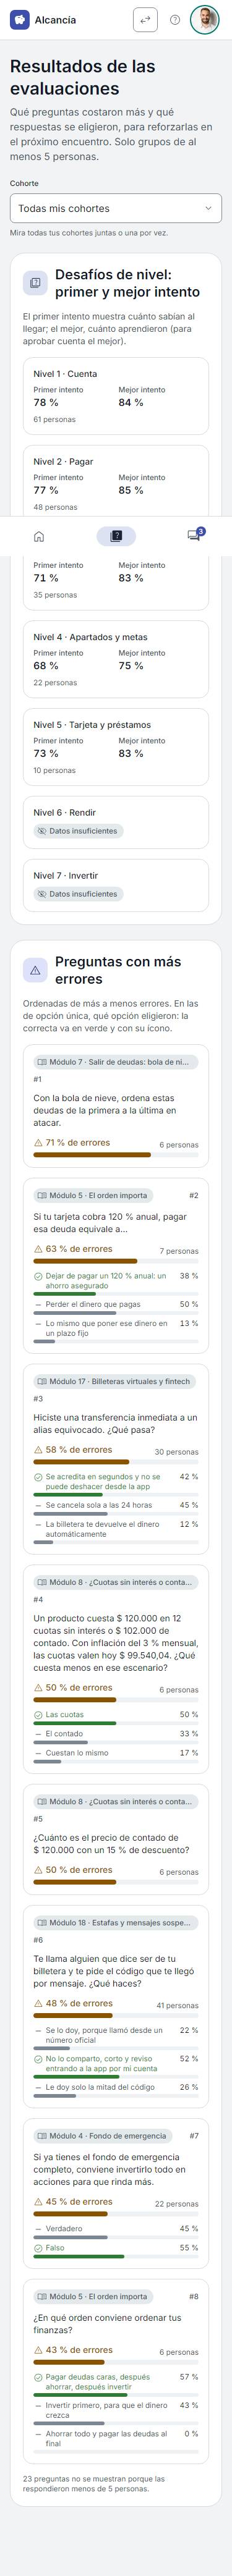 Alcancía
Resultados de las
evaluaciones
Qué preguntas costaron más y qué
respuestas se eligieron, para reforzarlas en
el próximo encuentro. Solo grupos de al
menos 5 personas.
Cohorte
Todas mis cohortes
Mira todas tus cohortes juntas o una por vez.
Desafíos de nivel:
primer y mejor intento
El primer intento muestra cuánto sabían al
llegar; el mejor, cuánto aprendieron (para
aprobar cuenta el mejor).
Nivel 1 · Cuenta
Primer intento
Mejor intento
78 %
84 %
61 personas
Nivel 2 · Pagar
Primer intento
Mejor intento
77 %
85 %
48 personas
3
Primer intento
Mejor intento
71 %
83 %
35 personas
Nivel 4 · Apartados y metas
Primer intento
Mejor intento
68 %
75 %
22 personas
Nivel 5 · Tarjeta y préstamos
Primer intento
Mejor intento
73 %
83 %
10 personas
Nivel 6 · Rendir
Datos insuficientes
Nivel 7 · Invertir
Datos insuficientes
Preguntas con más
errores
Ordenadas de más a menos errores. En las
de opción única, qué opción eligieron: la
correcta va en verde y con su icono.
Módulo 7 · Salir de deudas: bola de ni...
#1
Con la bola de nieve, ordena estas
deudas de la primera a la última en
atacar.
71 % de errores
6 personas
Módulo 5 · El orden importa
#2
Si tu tarjeta cobra 120 % anual, pagar
esa deuda equivale a...
63 % de errores
7 personas
Dejar de pagar un 120 % anual: un
ahorro asegurado
38 %
Perder el dinero que pagas
50 %
Lo mismo que poner ese dinero en
un plazo fijo
13 %
Módulo 17 · Billeteras virtuales y fintech
#3
Hiciste una transferencia inmediata a un
alias equivocado. ¿Qué pasa?
58 % de errores
30 personas
Se acredita en segundos y no se
puede deshacer desde la app
42 %
Se cancela sola a las 24 horas
45 %
La billetera te devuelve el dinero
automáticamente
12 %
Módulo 8 · ¿Cuotas sin interés o conta...
#4
Un producto cuesta $ 120.000 en 12
cuotas sin interés o $ 102.000 de
contado. Con inflación del 3 % mensual,
las cuotas valen hoy $ 99.540,04. ¿Qué
cuesta menos en ese escenario?
50 % de errores
6 personas
Las cuotas
50 %
El contado
33 %
Cuestan lo mismo
17 %
Módulo 8 · ¿Cuotas sin interés o conta...
#5
¿Cuánto es el precio de contado de
$ 120.000 con un 15 % de descuento?
50 % de errores
6 personas
Módulo 18 · Estafas y mensajes sospe...
#6
Te llama alguien que dice ser de tu
billetera y te pide el código que te llegó
por mensaje. ¿Qué haces?
48 % de errores
41 personas
Se lo doy, porque llamó desde un
número oficial
22 %
No lo comparto, corto y reviso
entrando a la app por mi cuenta
52 %
Le doy solo la mitad del código
26 %
Módulo 4 · Fondo de emergencia
#7
Si ya tienes el fondo de emergencia
completo, conviene invertirlo todo en
acciones para que rinda más.
45 % de errores
22 personas
Verdadero
45 %
Falso
55 %
Módulo 5 · El orden importa
#8
¿En qué orden conviene ordenar tus
finanzas?
43 % de errores
6 personas
Pagar deudas caras, después
ahorrar, después invertir
57 %
Invertir primero, para que el dinero
crezca
43 %
Ahorrar todo y pagar las deudas al
final
0 %
23 preguntas no se muestran porque las
respondieron menos de 5 personas.